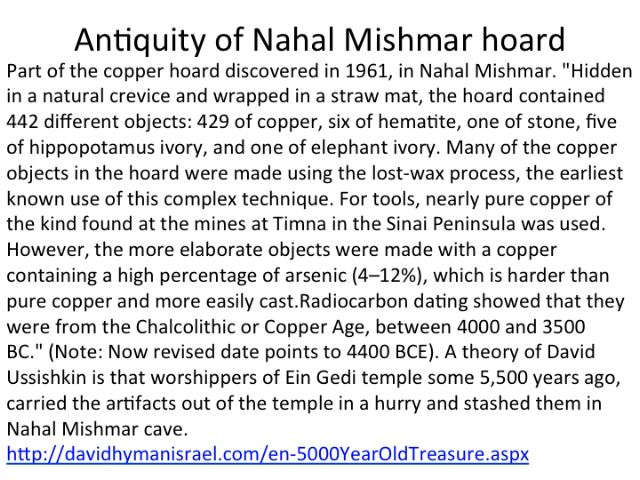 Antiquity of Nahal Mishmar hoard
Part of the copper hoard discovered in 1961, in Nahal Mishmar. "Hidden
in a natural crevice and wrapped in a straw mat, the hoard contained
442 different objects: 429 of copper, six of hematite, one of stone, five
of hippopotamus ivory, and one of elephant ivory. Many of the copper
objects in the hoard were made using the lost-wax process, the earliest
known use of this complex technique. For tools, nearly pure copper of
the kind found at the mines at Timna in the Sinai Peninsula was used.
However, the more elaborate objects were made with a copper
containing a high percentage of arsenic (4–12%), which is harder than
pure copper and more easily cast.Radiocarbon dating showed that they
were from the Chalcolithic or Copper Age, between 4000 and 3500
BC." (Note: Now revised date points to 4400 BCE). A theory of David
Ussishkin is that worshippers of Ein Gedi temple some 5,500 years ago,
carried the artifacts out of the temple in a hurry and stashed them in
Nahal Mishmar cave.
http://davidhymanisrael.com/en-5000YearOldTreasure.aspx